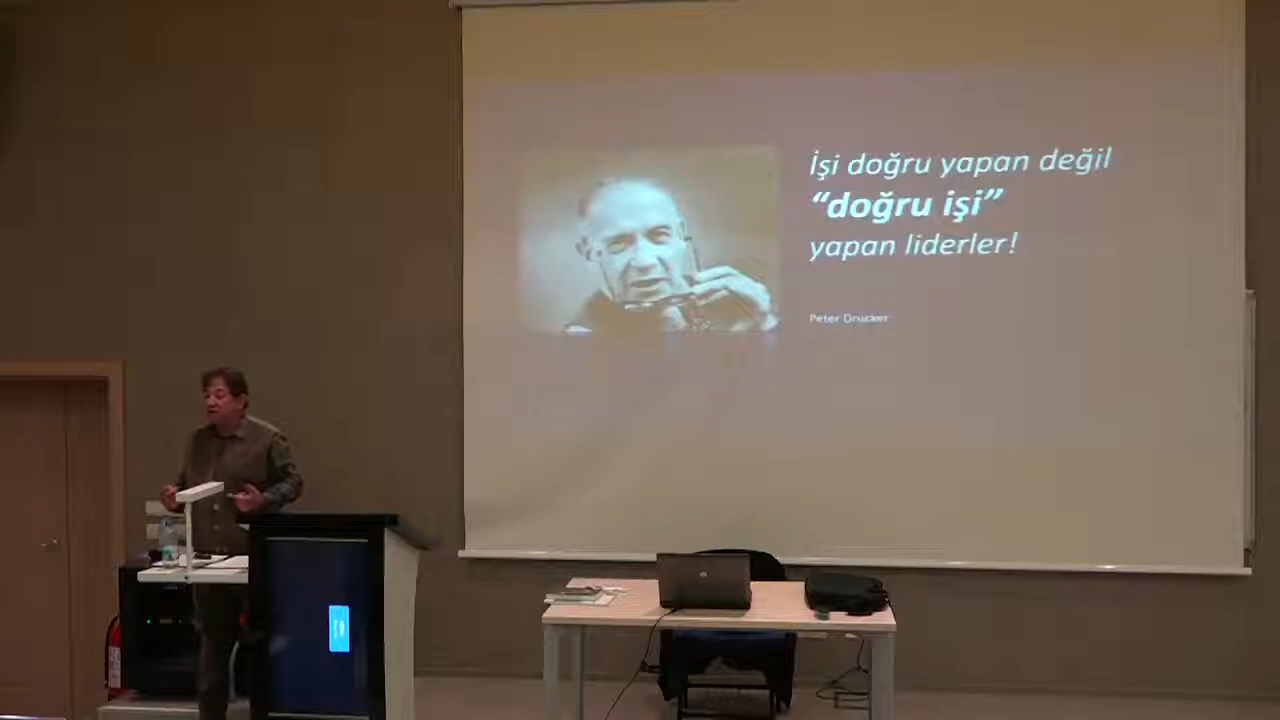 İşi doğru yapan değil
“doğru işi”
yapan liderler!
Peter Drucker